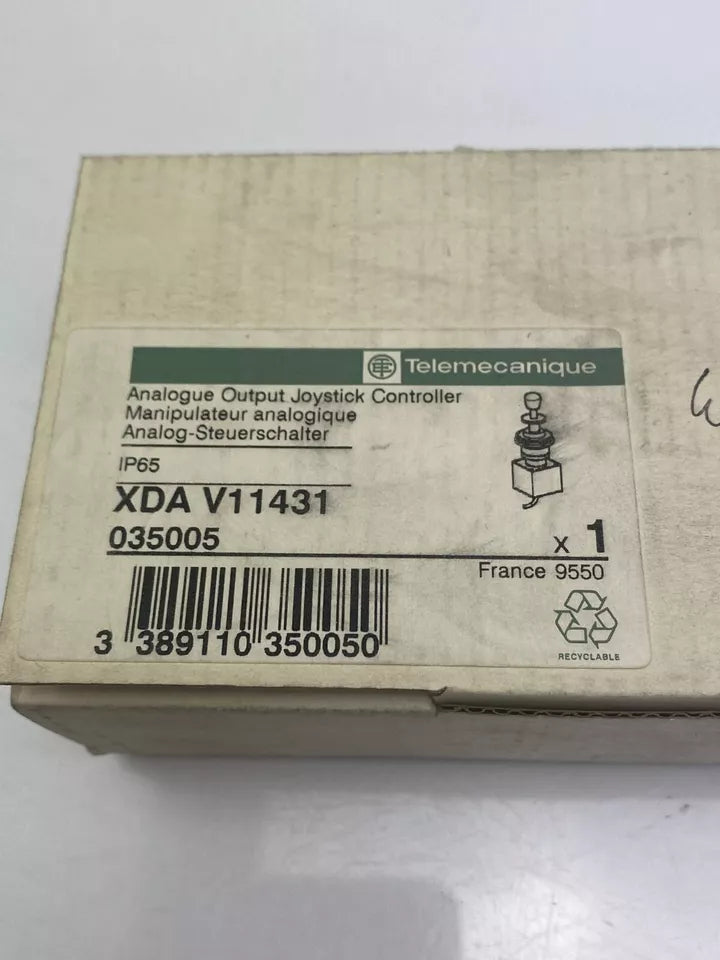 Telemecanique
Analogue Output Joystick Controller
Manipulateur analogique
Analog-Steuerschalter
IP65
XDA V11431
035005
x 1
France 9550
3 389110 350050
RECYCLABLE